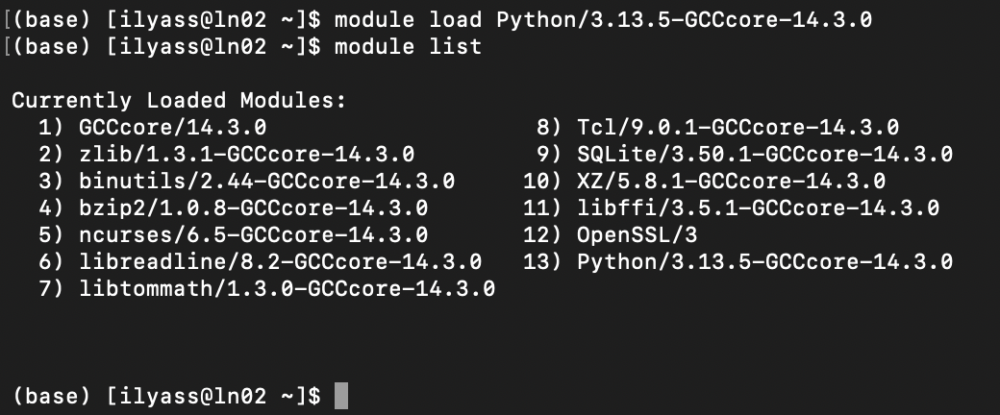 [(base) [ilyass@ln02 ~]$ module load Python/3.13.5-GCCcore-14.3.0
[(base) [ilyass@ln02 ~]$ module list
Currently Loaded Modules:
1) GCCcore/14.3.0 8) Tcl/9.0.1-GCCcore-14.3.0
2) zlib/1.3.1-GCCcore-14.3.0 9) SQLite/3.50.1-GCCcore-14.3.0
3) binutils/2.44-GCCcore-14.3.0 10) XZ/5.8.1-GCCcore-14.3.0
4) bzip2/1.0.8-GCCcore-14.3.0 11) libffi/3.5.1-GCCcore-14.3.0
5) ncurses/6.5-GCCcore-14.3.0 12) OpenSSL/3
6) libreadline/8.2-GCCcore-14.3.0 13) Python/3.13.5-GCCcore-14.3.0
7) libtommath/1.3.0-GCCcore-14.3.0
(base) [ilyass@ln02 ~]$